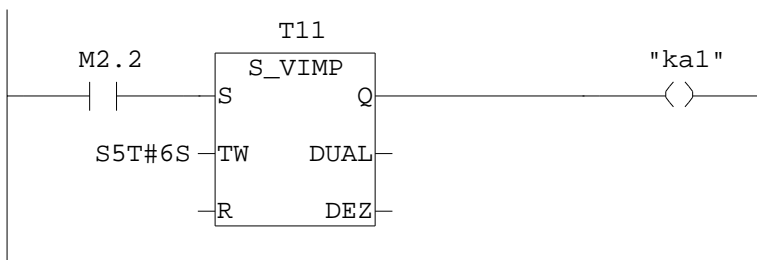 T11
M2.2
S_VIMP
"ka1"
S
Q
S5T#6S
TW
DUAL
R
DEZ